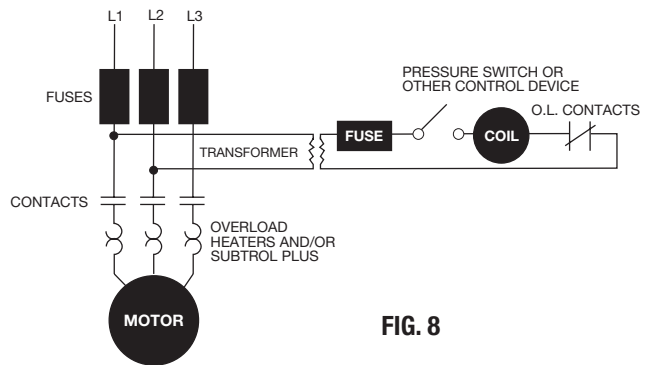 L1 L2 L3
FUSES
PRESSURE SWITCH OR
OTHER CONTROL DEVICE
O.L. CONTACTS
FUSE
COIL
TRANSFORMER
CONTACTS
OVERLOAD
HEATERS AND/OR
SUBTROL PLUS
MOTOR
FIG. 8